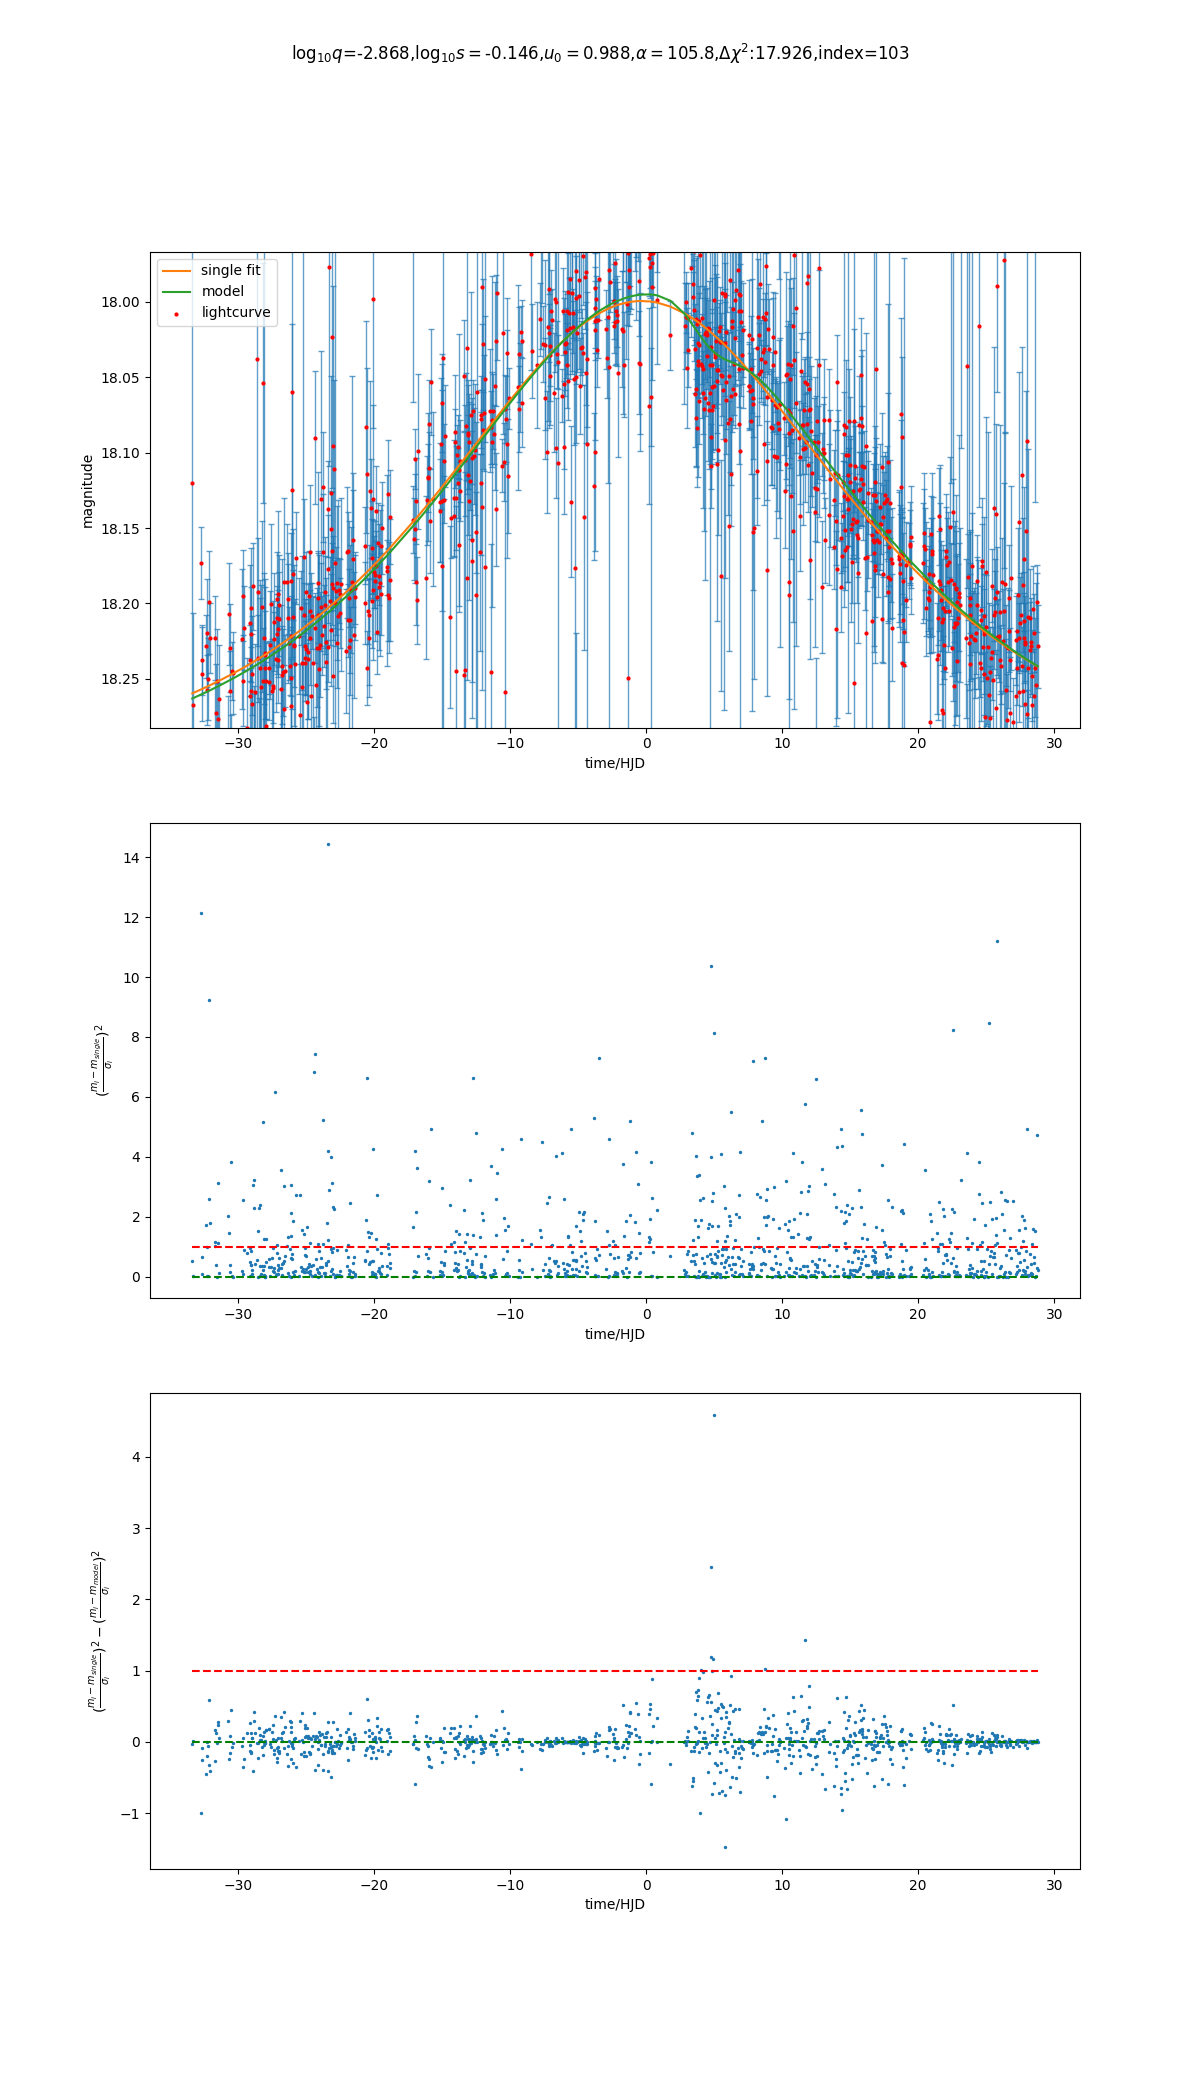 log₁₀q=-2.868,log₁₀s = -0.146,u₀ = 0.988,α = 105.8,Δχ²:17.926,index=103
single fit
model
lightcurve
18.00
18.05
18.10
18.15
18.20
18.25
magnitude
−30 −20 −10 0 10 20 30
time/HJD
14
12
10
8
6
4
2
0
(mᵢ − m_single / σᵢ)²
−30 −20 −10 0 10 20 30
time/HJD
4
3
2
1
0
−1
(mᵢ − m_single / σᵢ)² − (mᵢ − m_model / σᵢ)²
−30 −20 −10 0 10 20 30
time/HJD